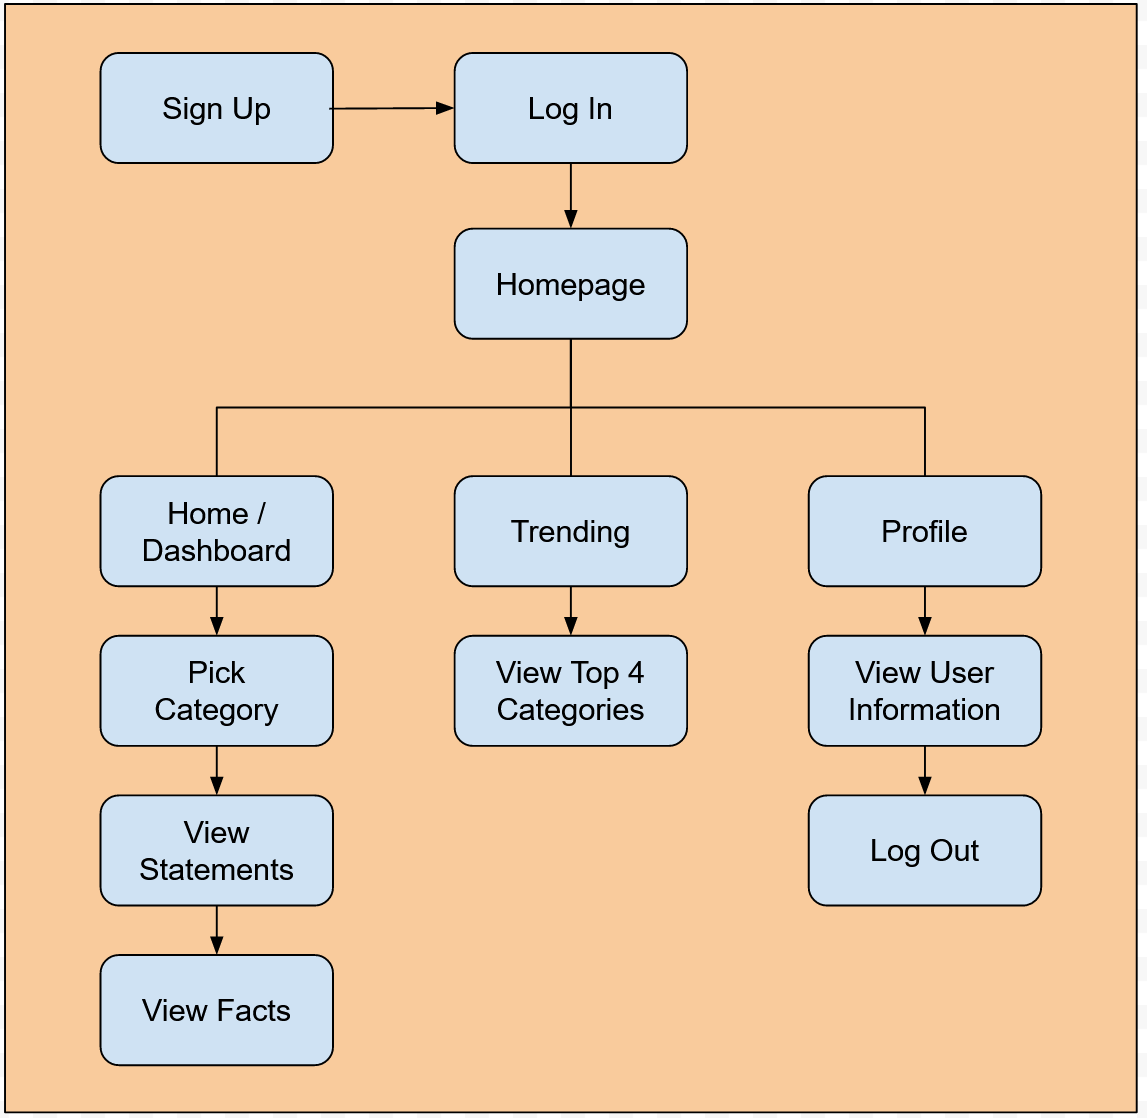 Sign Up
Log In
Homepage
Home /
Dashboard
Trending
Profile
Pick
Category
View Top 4
Categories
View User
Information
View
Statements
Log Out
View Facts